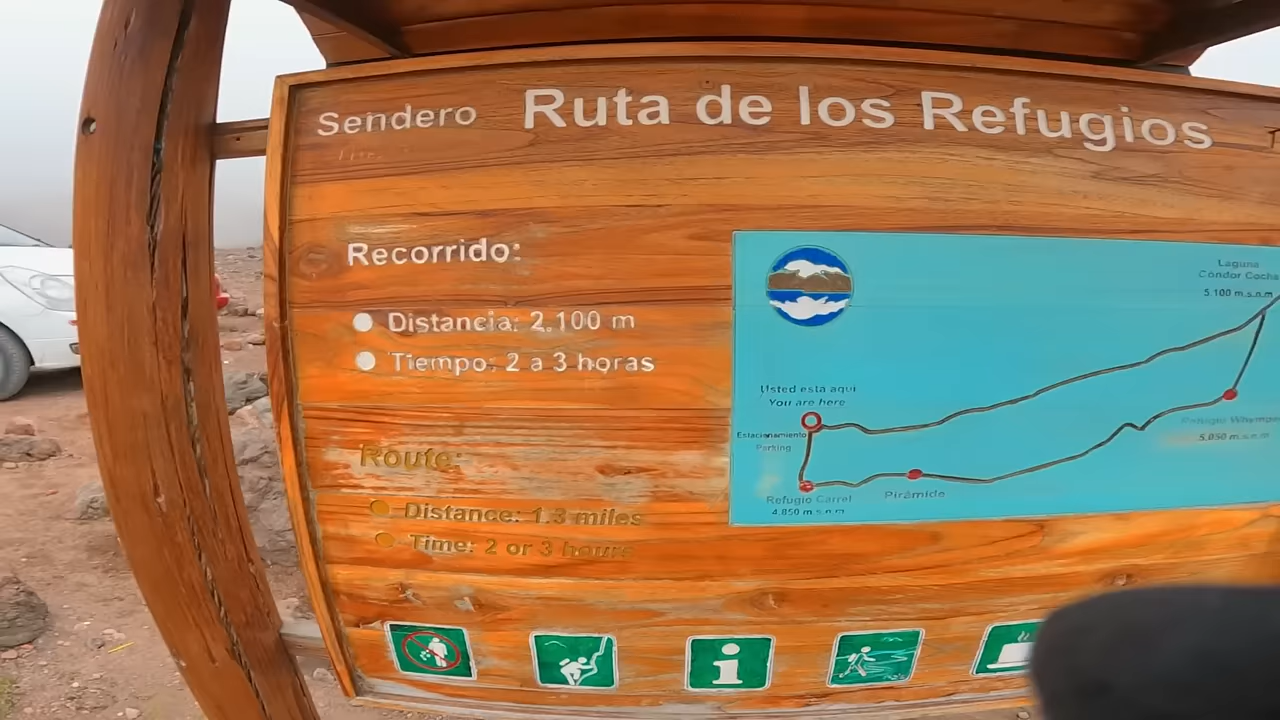 Sendero Ruta de los Refugios
Recorrido:
Distancia: 2.100 m
Tiempo: 2 a 3 horas
Route:
Distance: 1.3 miles
Time: 2 or 3 hours
Laguna
Cóndor Cocha
5.100 m.s.n.m
Usted está aquí
You are here
Estacionamiento
Parking
Refugio Carrel
4.850 m.s.n.m
Pirámide
Refugio Whymper
5.050 m.s.n.m
i